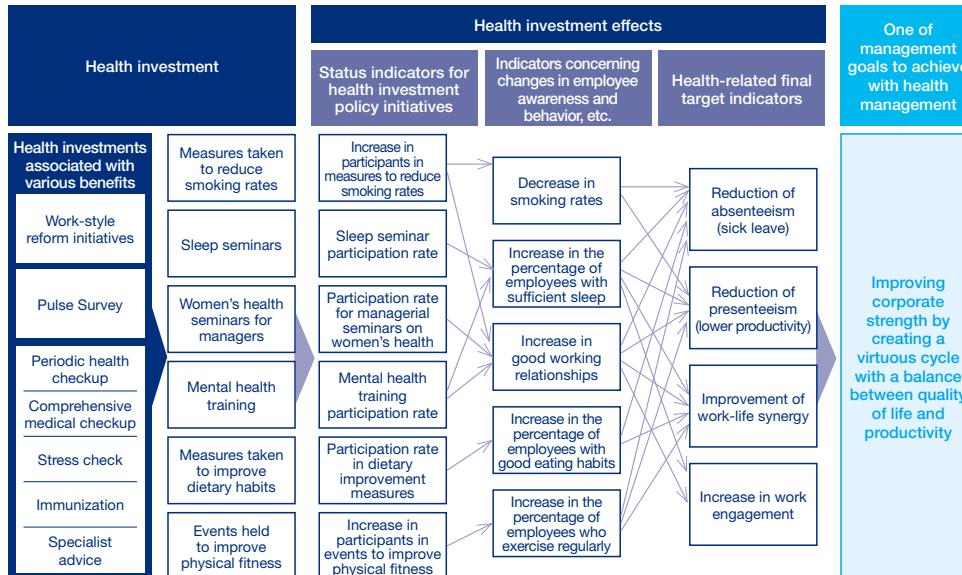 Health investment
Health investment effects
Status indicators for
health investment
policy initiatives
Indicators concerning
changes in employee
awareness and
behavior, etc.
Health-related final
target indicators
One of
management
goals to achieve
with health
management
Health investments
associated with
various benefits
Work-style
reform initiatives
Pulse Survey
Periodic health
checkup
Comprehensive
medical checkup
Stress check
Immunization
Specialist
advice
Measures taken
to reduce
smoking rates
Sleep seminars
Women's health
seminars for
managers
Mental health
training
Measures taken
to improve
dietary habits
Events held
to improve
physical fitness
Increase in
participants in
measures to reduce
smoking rates
Sleep seminar
participation rate
Participation rate
for managerial
seminars on
women's health
Mental health
training
participation rate
Participation rate
in dietary
improvement
measures
Increase in
participants in
events to improve
physical fitness
Decrease in
smoking rates
Increase in the
percentage of
employees with
sufficient sleep
Increase in
good working
relationships
Increase in the
percentage of
employees with
good eating habits
Increase in the
percentage of
employees who
exercise regularly
Reduction of
absenteeism
(sick leave)
Reduction of
presenteeism
(lower productivity)
Improvement of
work-life synergy
Increase in work
engagement
Improving
corporate
strength by
creating a
virtuous cycle
with a balance
between quality
of life and
productivity